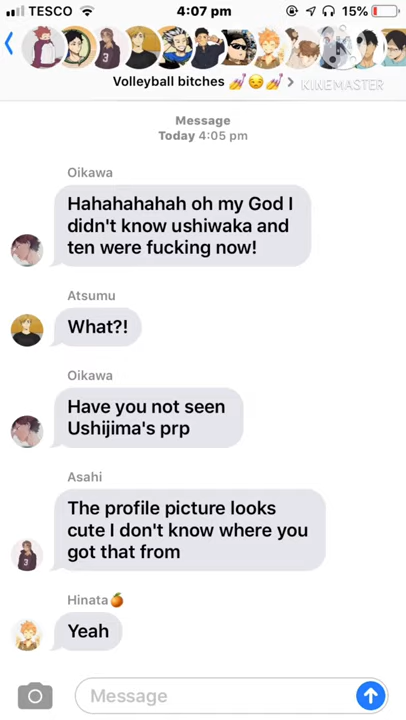 TESCO 4:07 pm 15%
Volleyball bitches 💅😏💅 >
KINEMASTER
Message
Today 4:05 pm
Oikawa
Hahahahahah oh my God I
didn't know ushiwaka and
ten were fucking now!
Atsumu
What?!
Oikawa
Have you not seen
Ushijima's prp
Asahi
The profile picture looks
cute I don't know where you
got that from
3
Hinata🍊
Yeah
Message